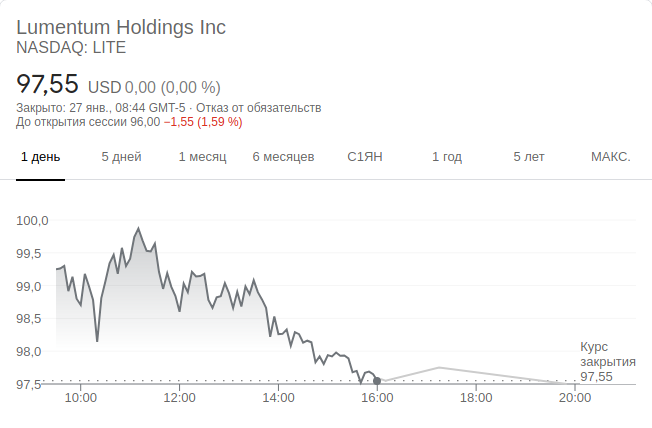 Lumentum Holdings Inc
NASDAQ: LITE
97,55 USD 0,00 (0,00 %)
Закрыто: 27 янв., 08:44 GMT-5 · Отказ от обязательств
До открытия сессии 96,00 −1,55 (1,59 %)
1 день 5 дней 1 месяц 6 месяцев С1ЯН 1 год 5 лет МАКС.
100,0
99,5
99,0
98,5
98,0
97,5
Курс
закрытия
97,55
10:00 12:00 14:00 16:00 18:00 20:00